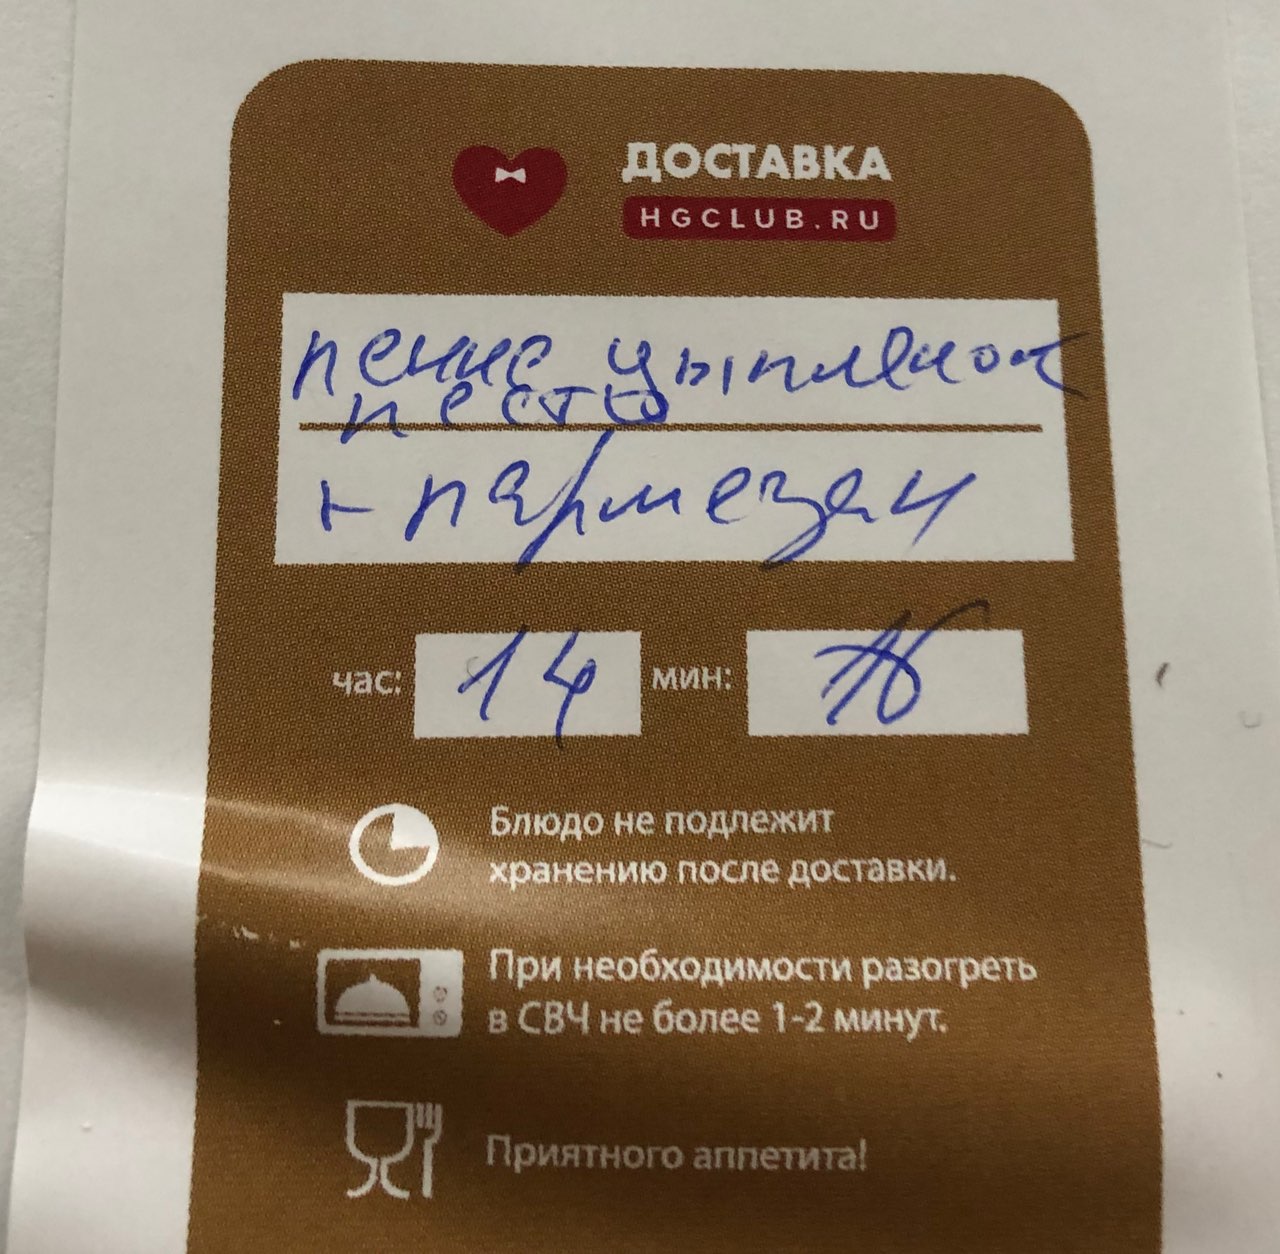 ДОСТАВКА
HGCLUB.RU
пенне цыпленок
песто
+ пармезан
час: 14 мин:
Блюдо не подлежит
хранению после доставки.
При необходимости разогреть
в СВЧ не более 1-2 минут.
Приятного аппетита!